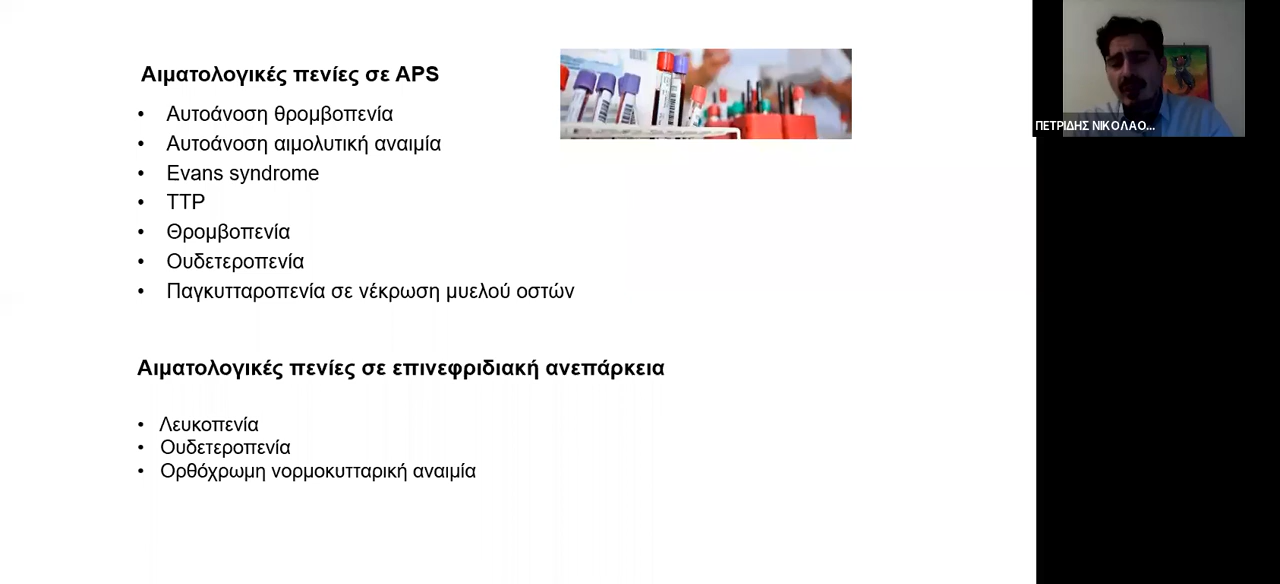 Αιματολογικές πενίες σε APS
• Αυτοάνοση θρομβοπενία
• Αυτοάνοση αιμολυτική αναιμία
• Evans syndrome
• TTP
• Θρομβοπενία
• Ουδετεροπενία
• Παγκυτταροπενία σε νέκρωση μυελού οστών
Αιματολογικές πενίες σε επινεφριδιακή ανεπάρκεια
• Λευκοπενία
• Ουδετεροπενία
• Ορθόχρωμη νορμοκυτταρική αναιμία
ΠΕΤΡΙΔΗΣ ΝΙΚΟΛΑΟ...